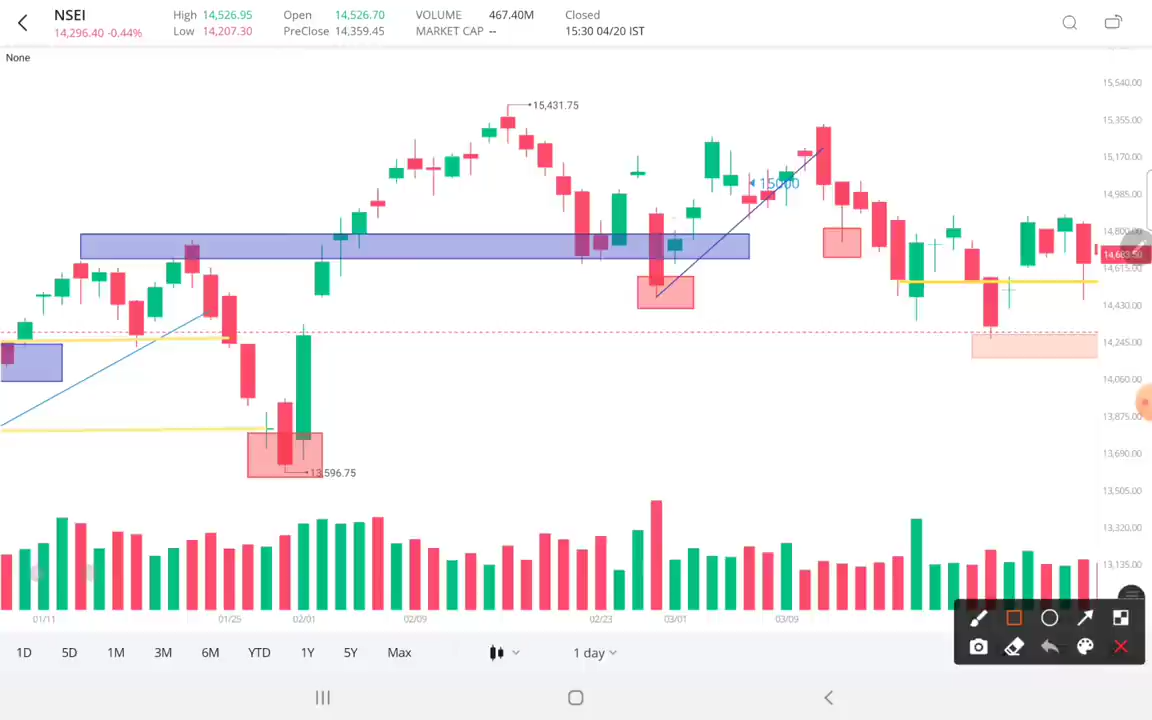 NSEI
14,296.40 -0.44%
High 14,526.95
Low 14,207.30
Open 14,526.70
PreClose 14,359.45
VOLUME 467.40M
MARKET CAP --
Closed
15:30 04/20 IST
None
15,431.75
15000
13,596.75
15,540.00
15,355.00
15,170.00
14,985.00
14,800.00
14,683.50
14,615.00
14,430.00
14,245.00
14,060.00
13,875.00
13,690.00
13,505.00
13,320.00
13,135.00
01/11 01/25 02/01 02/09 02/23 03/01 03/09
1D 5D 1M 3M 6M YTD 1Y 5Y Max 1 day